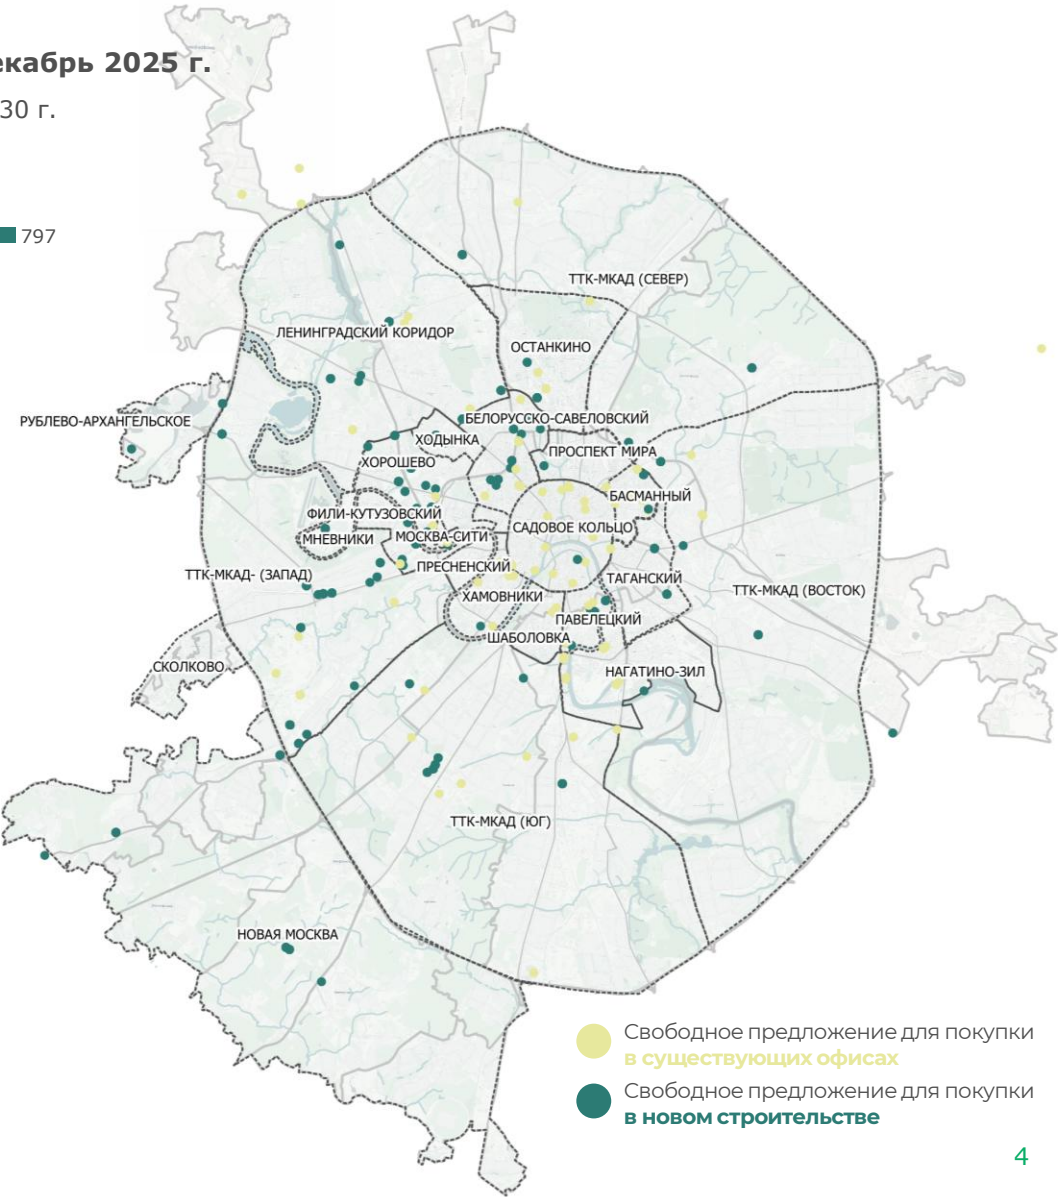 екабрь 2025 г.
30 г.
797
ТТК-МКАД (СЕВЕР)
ЛЕНИНГРАДСКИЙ КОРИДОР
ОСТАНКИНО
РУБЛЕВО-АРХАНГЕЛЬСКОЕ
БЕЛОРУССКО-САВЕЛОВСКИЙ
ХОДЫНКА
ПРОСПЕКТ МИРА
ХОРОШЕВО
БАСМАННЫЙ
ФИЛИ-КУТУЗОВСКИЙ
САДОВОЕ КОЛЬЦО
МНЕВНИКИ
МОСКВА-СИТИ
ПРЕСНЕНСКИЙ
ТТК-МКАД- (ЗАПАД)
ТАГАНСКИЙ
ТТК-МКАД (ВОСТОК)
ХАМОВНИКИ
ПАВЕЛЕЦКИЙ
ШАБОЛОВКА
СКОЛКОВО
НАГАТИНО-ЗИЛ
ТТК-МКАД (ЮГ)
НОВАЯ МОСКВА
Свободное предложение для покупки
в существующих офисах
Свободное предложение для покупки
в новом строительстве
4